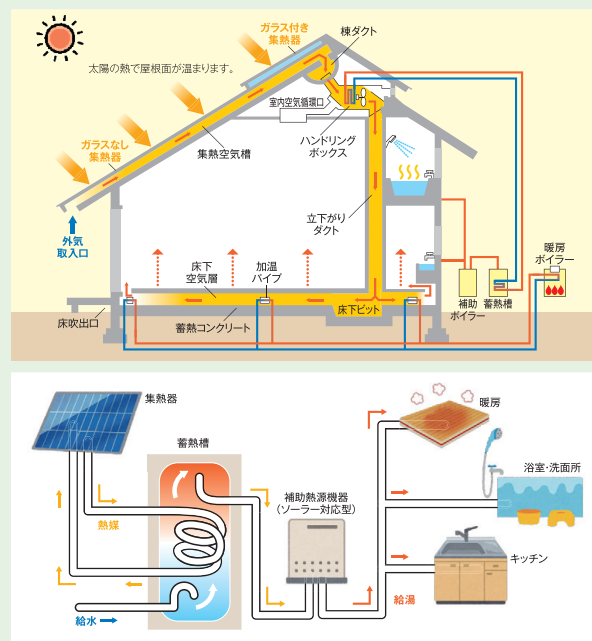 ガラス付き
集熱器
棟ダクト
太陽の熱で屋根面が温まります。
室内空気循環口
ハンドリング
ボックス
ガラスなし
集熱器
集熱空気槽
立下がり
ダクト
外気
取入口
暖房
ボイラー
床下
空気層
加温
パイプ
補助
ボイラー
蓄熱槽
床吹出口
蓄熱コンクリート
床下ピット
集熱器
蓄熱槽
暖房
補助熱源機器
(ソーラー対応型)
浴室・洗面所
熱媒
キッチン
給湯
給水